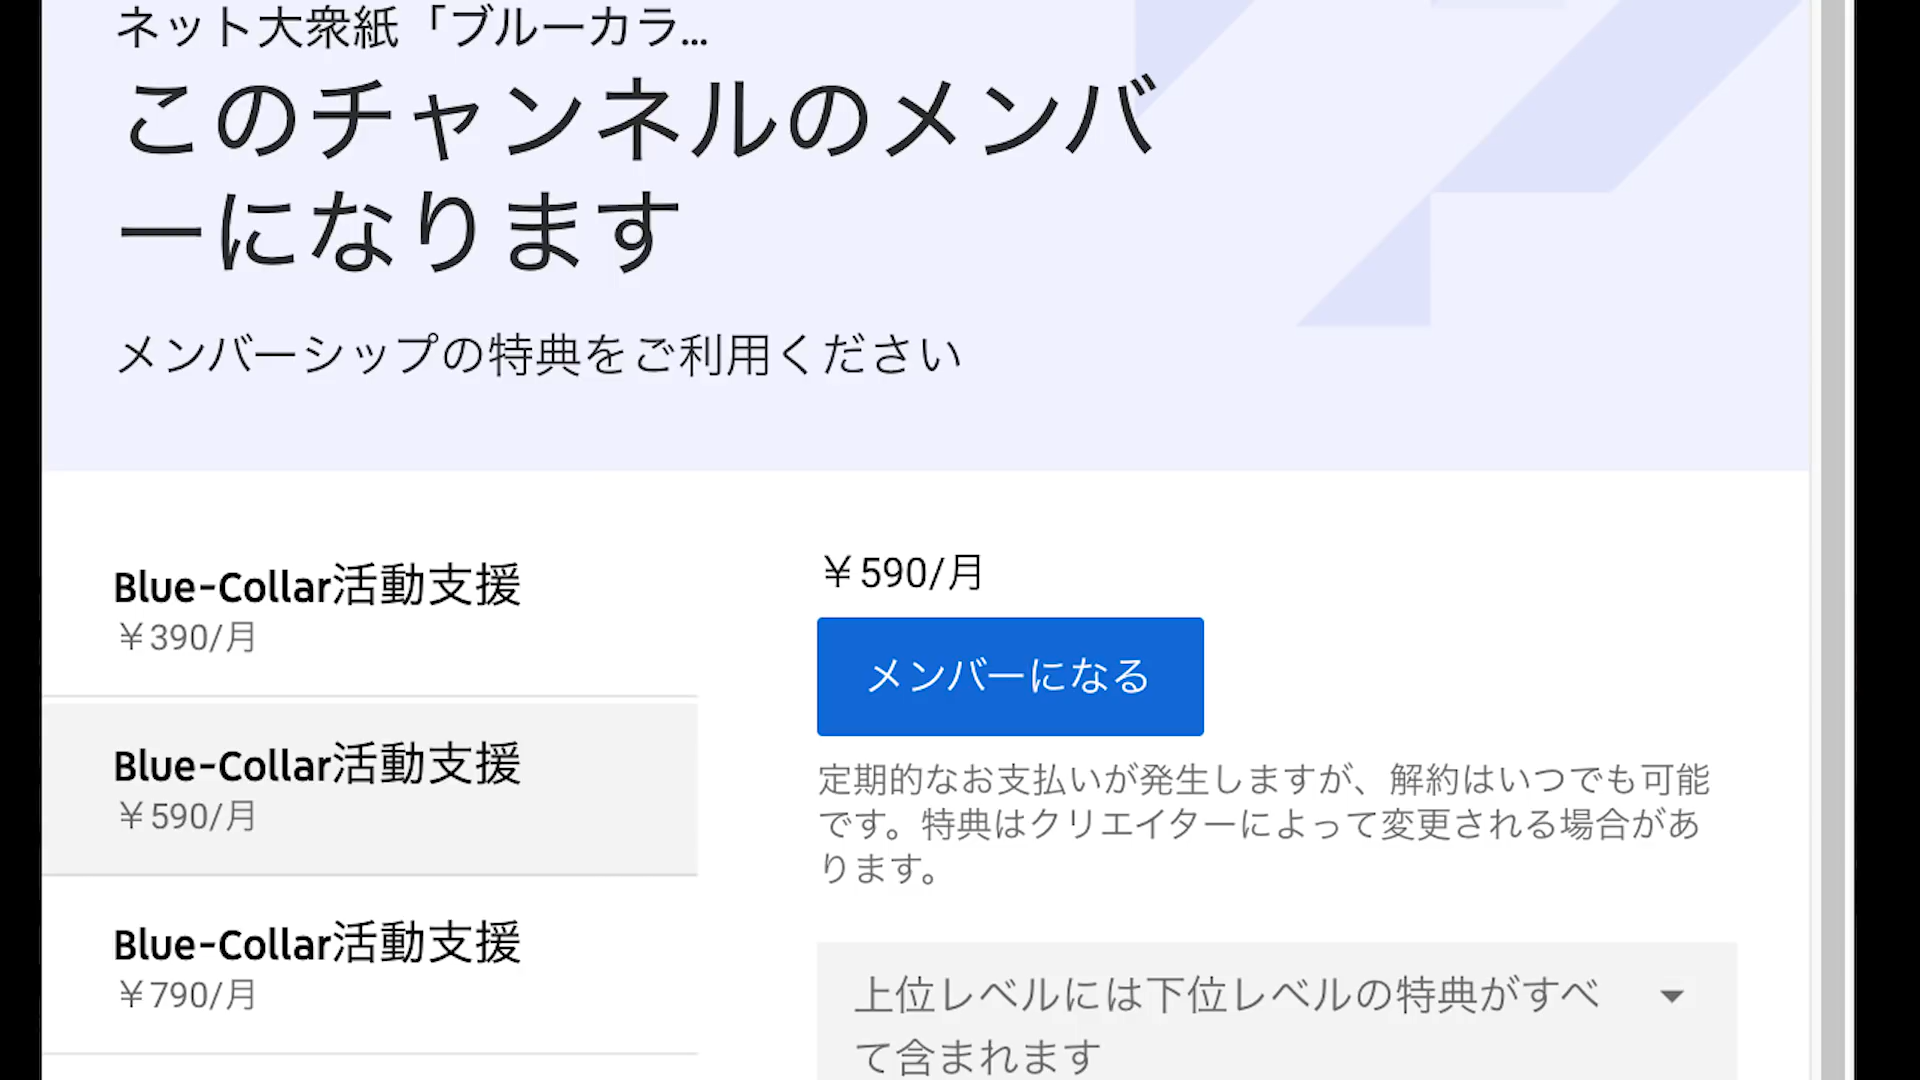 ネット大衆紙「ブルーカラ...
このチャンネルのメンバ
ーになります
メンバーシップの特典をご利用ください
Blue-Collar活動支援
￥390/月
Blue-Collar活動支援
￥590/月
Blue-Collar活動支援
￥790/月
￥590/月
メンバーになる
定期的なお支払いが発生しますが、解約はいつでも可能
です。特典はクリエイターによって変更される場合があ
ります。
上位レベルには下位レベルの特典がすべ
て含まれます